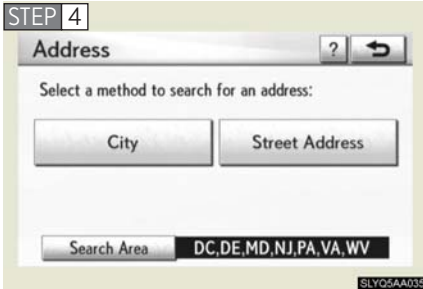 STEP 4
Address ?
Select a method to search for an address:
City Street Address
Search Area DC,DE,MD,NJ,PA,VA,WV
SLYQ5AA035